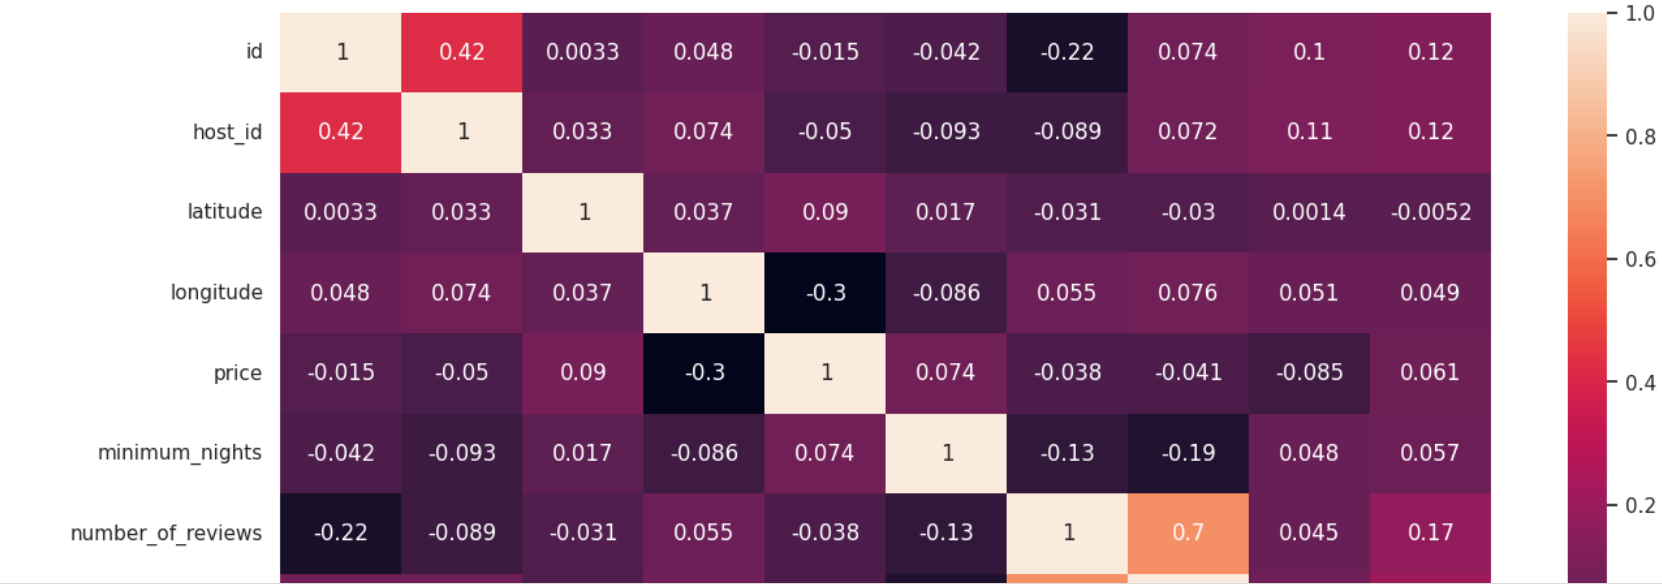 id 1 0.42 0.0033 0.048 -0.015 -0.042 -0.22 0.074 0.1 0.12 1.0
host_id 0.42 1 0.033 0.074 -0.05 -0.093 -0.089 0.072 0.11 0.12 0.8
latitude 0.0033 0.033 1 0.037 0.09 0.017 -0.031 -0.03 0.0014 -0.0052
longitude 0.048 0.074 0.037 1 -0.3 -0.086 0.055 0.076 0.051 0.049 0.6
price -0.015 -0.05 0.09 -0.3 1 0.074 -0.038 -0.041 -0.085 0.061 0.4
minimum_nights -0.042 -0.093 0.017 -0.086 0.074 1 -0.13 -0.19 0.048 0.057
number_of_reviews -0.22 -0.089 -0.031 0.055 -0.038 -0.13 1 0.7 0.045 0.17 0.2